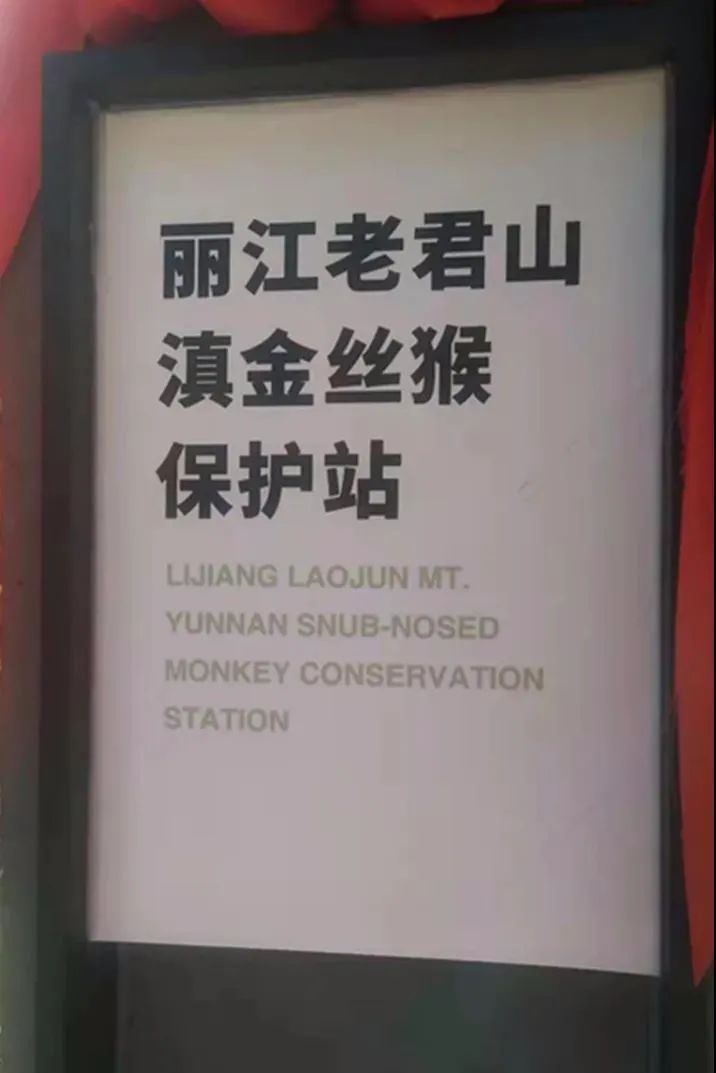 丽江老君山
滇金丝猴
保护站
LIJIANG LAOJUN MT.
YUNNAN SNUB-NOSED
MONKEY CONSERVATION
STATION